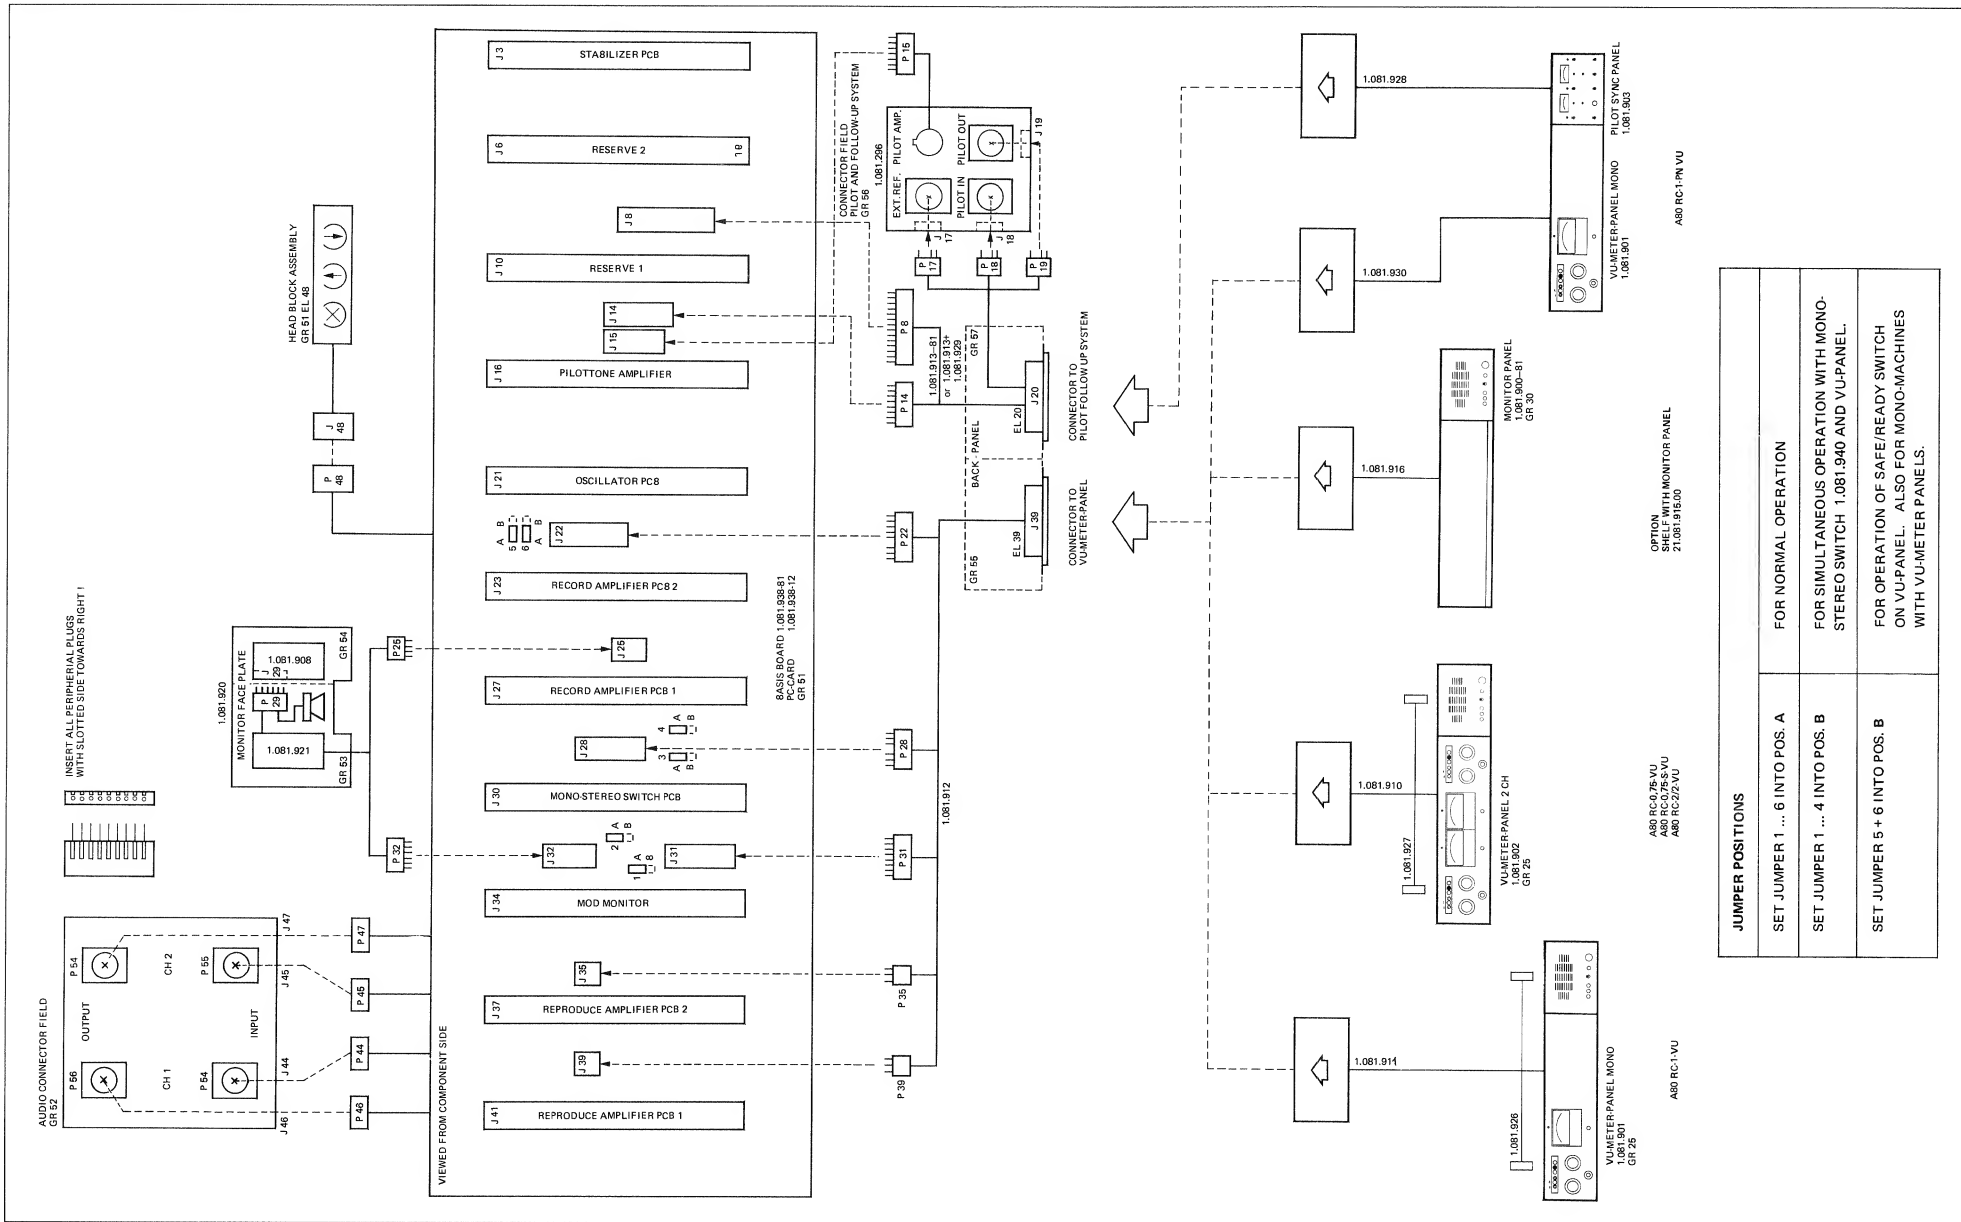 AUDIO CONNECTOR FIELD
GR 52
P 56
P 54
OUTPUT
CH 1
CH 2
INPUT
P 54
P 55
J 46
J 44
J 45
J 47
P 46
P 44
P 45
P 47
INSERT ALL PERIPHERIAL PLUGS
WITH SLOTTED SIDE TOWARDS RIGHT !
1.081.920
MONITOR FACE PLATE
1.081.921
P
29
J
29
1.081.908
GR 53
GR 54
P32
P25
HEAD BLOCK ASSEMBLY
GR 51 EL 48
P
48
J
48
VIEWED FROM COMPONENT SIDE
J 41
REPRODUCE AMPLIFIER PCB 1
J 39
J 37
REPRODUCE AMPLIFIER PCB 2
J 35
J 34
MOD MONITOR
J 32
1
A
8
2
A
B
J 31
J 30
MONO-STEREO SWITCH PCB
J 28
3
A
B
4
A
B
J 27
RECORD AMPLIFIER PCB 1
J 25
BASIS BOARD 1.081.938-81
PC-CARD 1.081.938-12
GR 51
J 23
RECORD AMPLIFIER PC8 2
5
A
B
6
A
B
J 22
J 21
OSCILLATOR PC8
J 16
PILOTTONE AMPLIFIER
J 15
J 14
J 10
RESERVE 1
J 8
J 6
RESERVE 2
J 3
STABILIZER PCB
CONNECTOR FIELD
PILOT AND FOLLOW-UP SYSTEM
GR 56
1.081.296
P 15
EXT. REF.
PILOT AMP.
PILOT IN
PILOT OUT
J
17
J
18
J 19
P
17
P
18
P
19
P 39
P 35
P 31
P 28
P 22
P 14
P 8
1.081.912
1.081.913-81
or 1.081.913+
1.081.929
GR 55
BACK - PANEL
GR 57
EL 39
J 39
EL 20
J 20
CONNECTOR TO
VU-METER-PANEL
CONNECTOR TO
PILOT FOLLOW UP SYSTEM
1.081.911
1.081.910
1.081.916
1.081.930
1.081.928
1.081.926
1.081.927
VU-METER-PANEL MONO
1.081.901
GR 25
A80 RC-1-VU
VU-METER-PANEL 2 CH
1.081.902
GR 25
A80 RC-0,75-VU
A80 RC-0,75-S-VU
A80 RC-2/2-VU
MONITOR PANEL
1.081.900-81
GR 30
OPTION
SHELF WITH MONITOR PANEL
21.081.915.00
VU-METER-PANEL MONO
1.081.901
PILOT SYNC PANEL
1.081.903
A80 RC-1-PN VU
JUMPER POSITIONS
SET JUMPER 1 ... 6 INTO POS. A
FOR NORMAL OPERATION
SET JUMPER 1 ... 4 INTO POS. B
FOR SIMULTANEOUS OPERATION WITH MONO-
STEREO SWITCH 1.081.940 AND VU-PANEL.
SET JUMPER 5 + 6 INTO POS. B
FOR OPERATION OF SAFE/READY SWITCH
ON VU-PANEL. ALSO FOR MONO-MACHINES
WITH VU-METER PANELS.